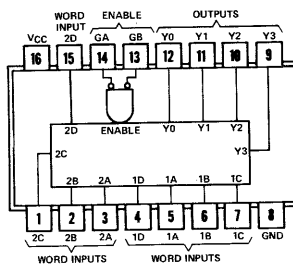 WORD INPUT ENABLE OUTPUTS
VCC 2D GA GB Y0 Y1 Y2 Y3
16 15 14 13 12 11 10 9
2D ENABLE Y0 Y1 Y2
2C Y3
2B 2A 1D 1A 1B 1C
1 2 3 4 5 6 7 8
2C 2B 2A 1D 1A 1B 1C GND
WORD INPUTS WORD INPUTS